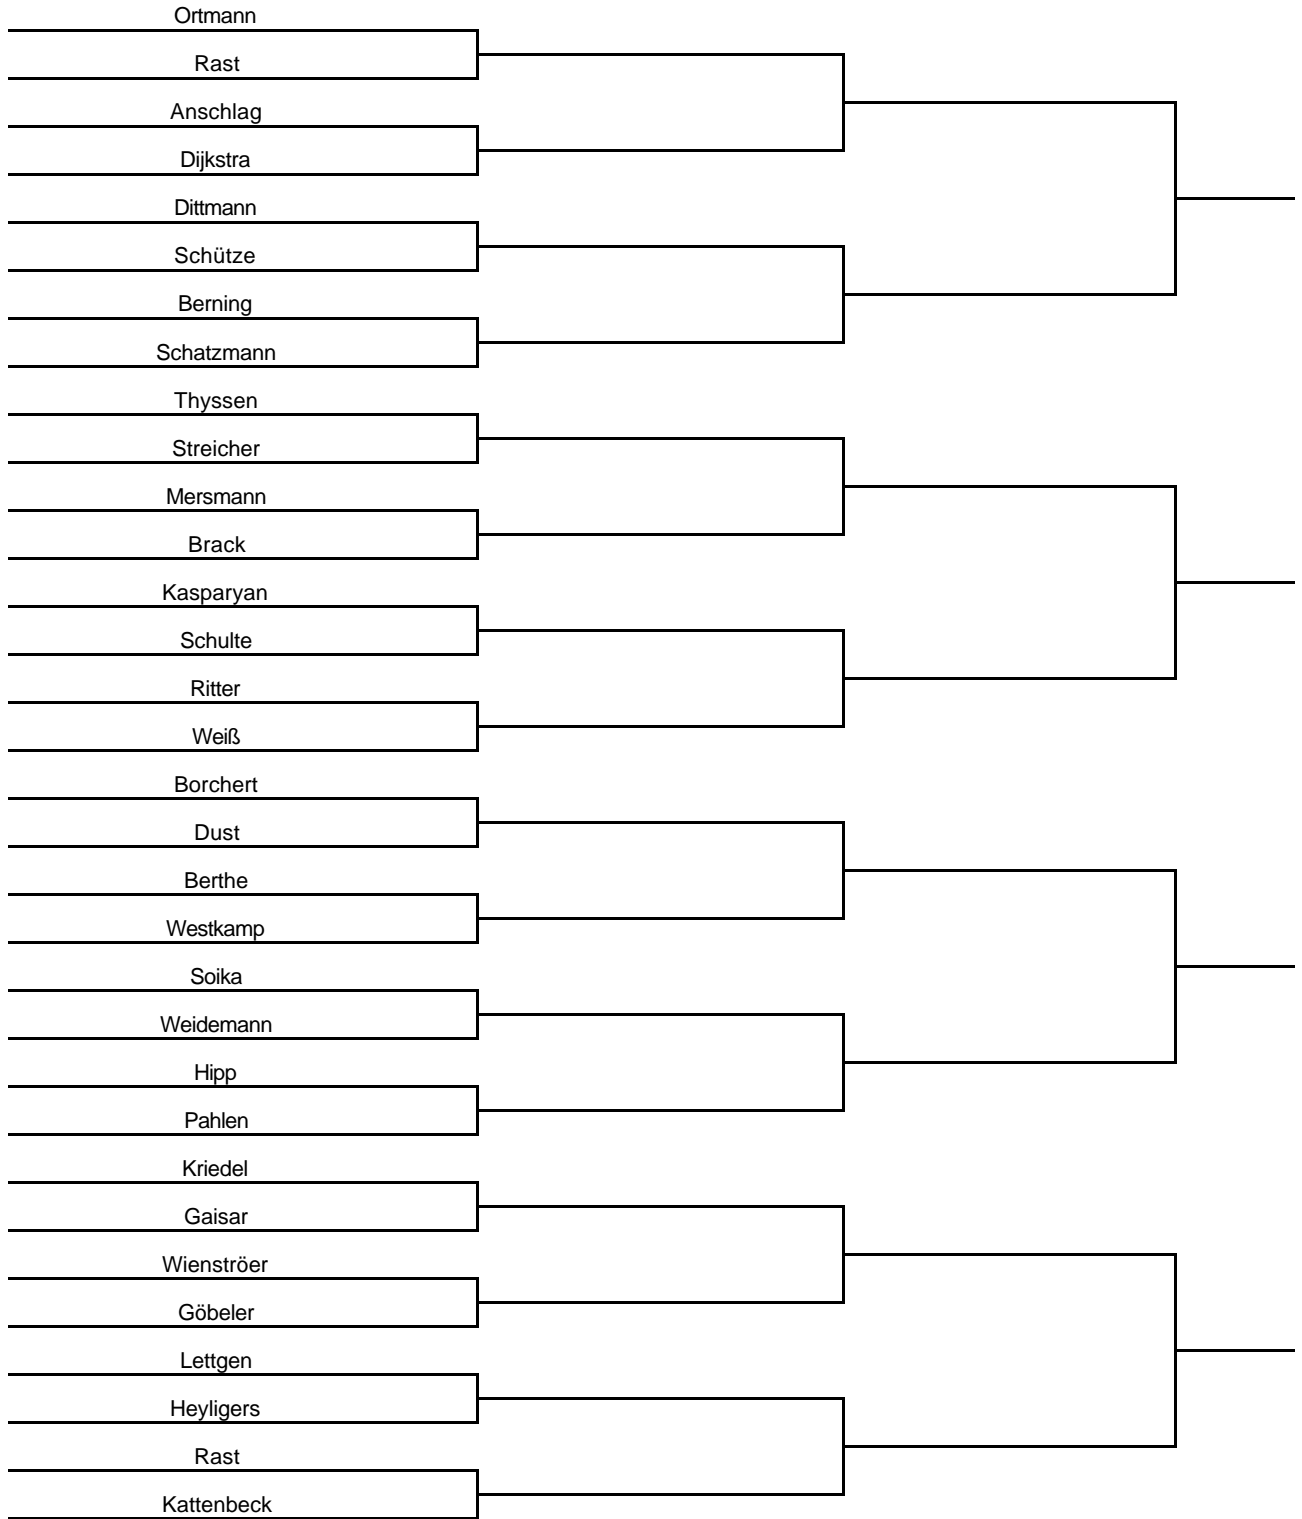 Ortmann
Rast
Anschlag
Dijkstra
Dittmann
Schütze
Berning
Schatzmann
Thyssen
Streicher
Mersmann
Brack
Kasparyan
Schulte
Ritter
Weiß
Borchert
Dust
Berthe
Westkamp
Soika
Weidemann
Hipp
Pahlen
Kriedel
Gaisar
Wienströer
Göbeler
Lettgen
Heyligers
Rast
Kattenbeck